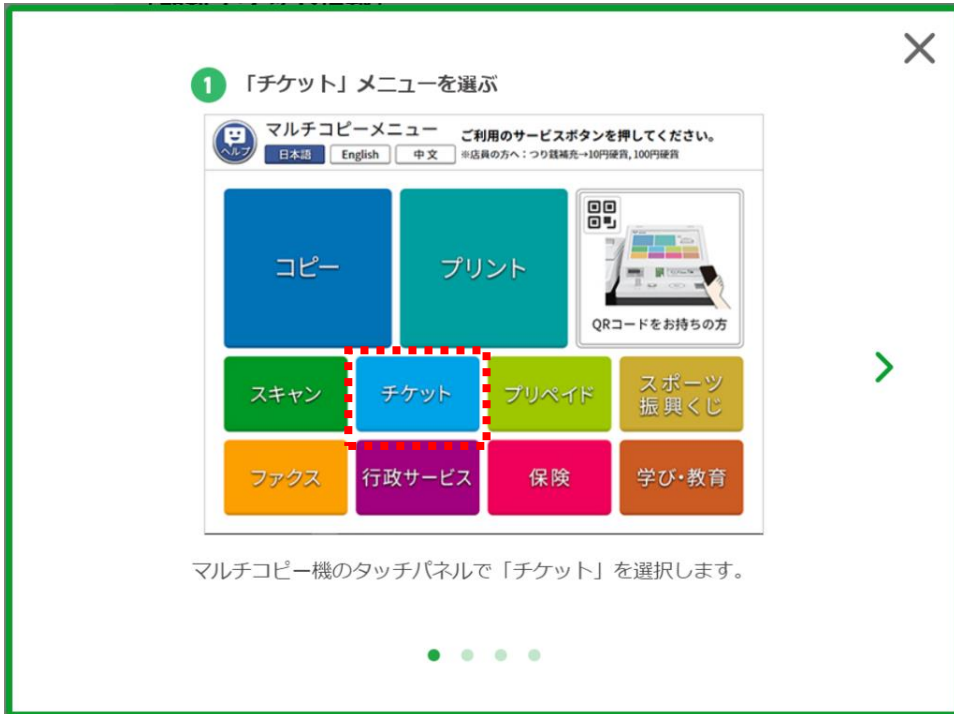 1 「チケット」メニューを選ぶ
ヘルプ
マルチコピーメニュー
日本語 English 中文
ご利用のサービスボタンを押してください。
※店員の方へ：つり銭補充→10円硬貨,100円硬貨
コピー
プリント
QRコードをお持ちの方
スキャン
チケット
プリペイド
スポーツ
振興くじ
ファクス
行政サービス
保険
学び・教育
マルチコピー機のタッチパネルで「チケット」を選択します。